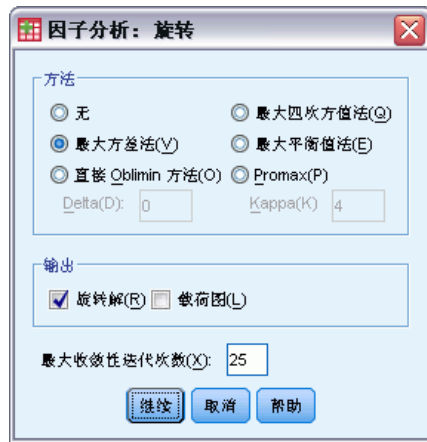 因子分析：旋转
方法
无
最大四次方值法(Q)
最大方差法(V)
最大平衡值法(E)
直接 Oblimin 方法(O)
Promax(P)
Delta(D): 0
Kappa(K) 4
输出
旋转解(R)
载荷图(L)
最大收敛性迭代次数(X): 25
继续
取消
帮助